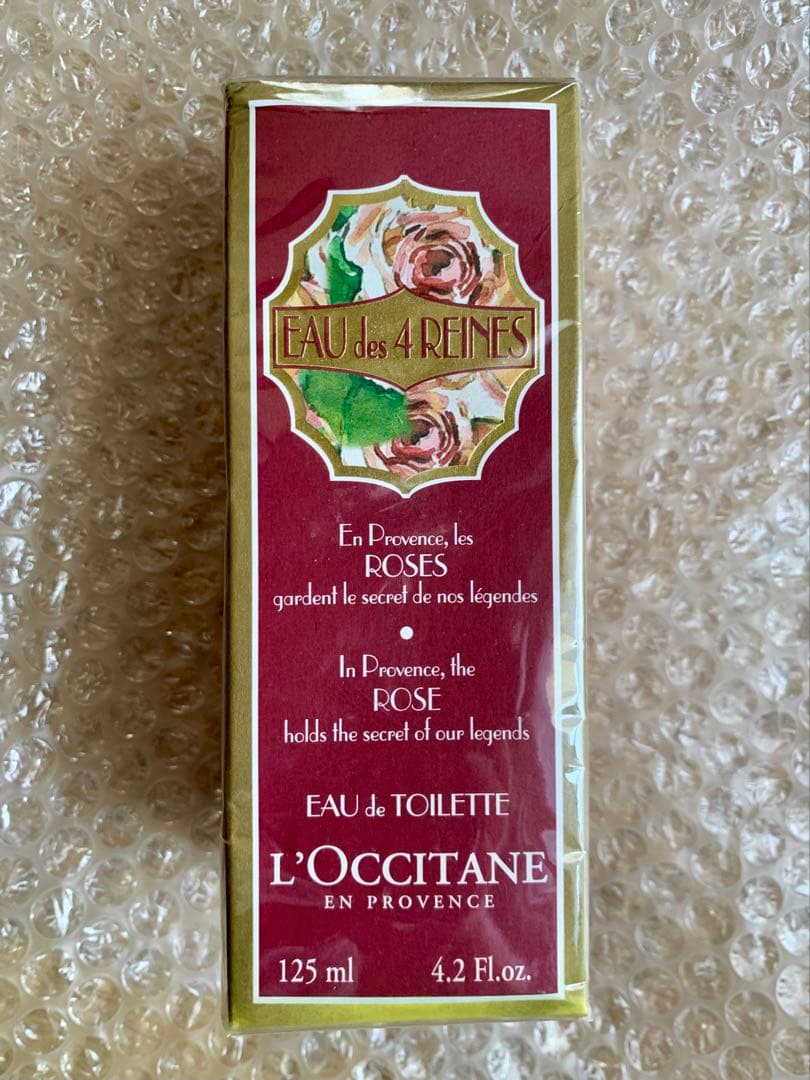 EAU des 4 REINES
En Provence, les
ROSES
gardent le secret de nos légendes
In Provence, the
ROSE
holds the secret of our legends
EAU de TOILETTE
L'OCCITANE
EN PROVENCE
125 ml 4.2 Fl.oz.